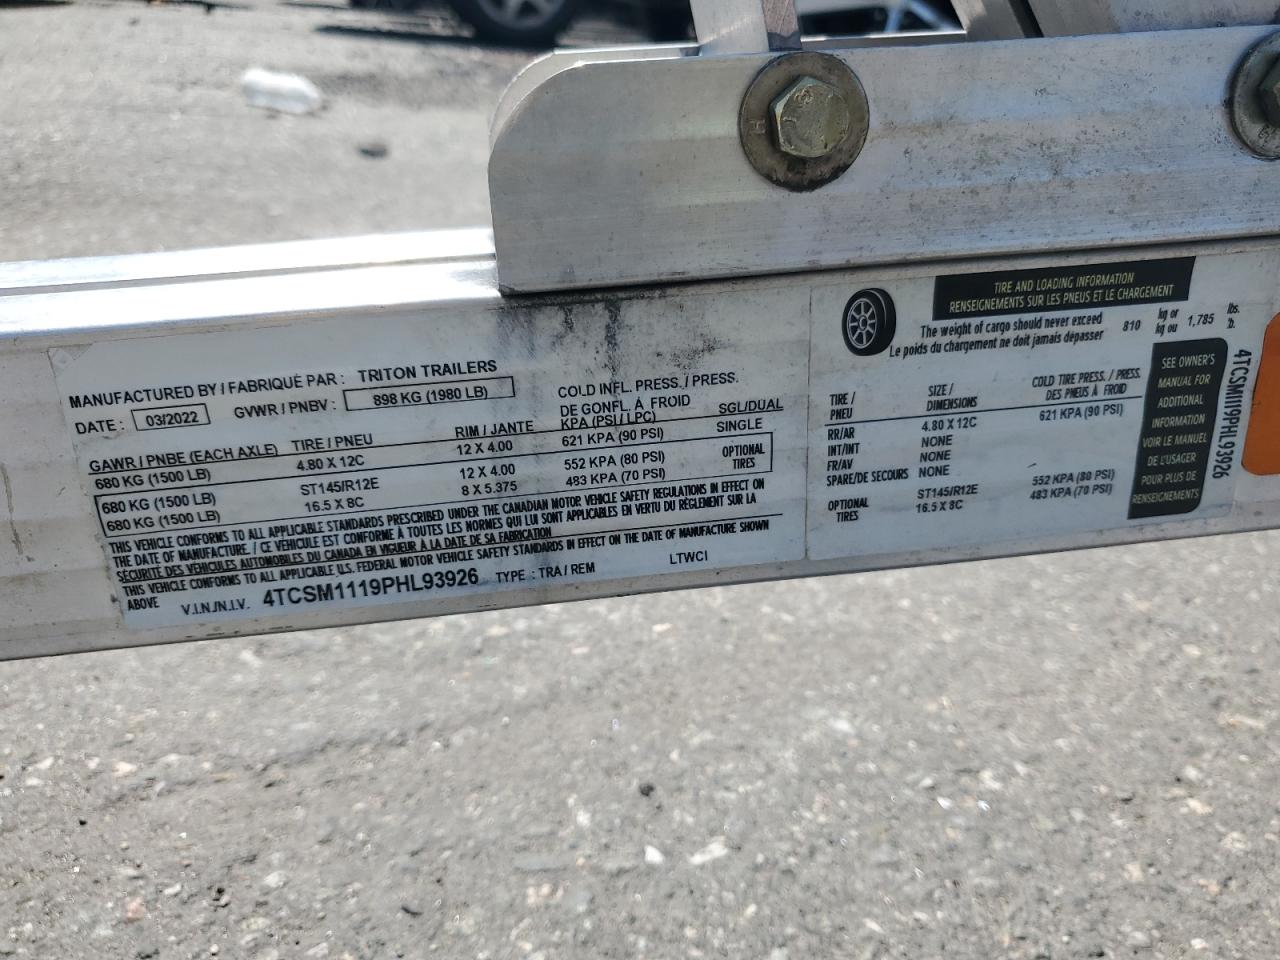 MANUFACTURED BY / FABRIQUÉ PAR : TRITON TRAILERS
DATE : 03/2022 GVWR / PNBV : 898 KG (1980 LB)
COLD INFL. PRESS. / PRESS.
DE GONFL. À FROID
GAWR / PNBE (EACH AXLE) TIRE / PNEU RIM / JANTE KPA (PSI / LPC) SGL/DUAL
680 KG (1500 LB) 4.80 X 12C 12 X 4.00 621 KPA (90 PSI) SINGLE
680 KG (1500 LB) ST145/R12E 12 X 4.00 552 KPA (80 PSI) OPTIONAL
680 KG (1500 LB) 16.5 X 8C 8 X 5.375 483 KPA (70 PSI) TIRES
THIS VEHICLE CONFORMS TO ALL APPLICABLE STANDARDS PRESCRIBED UNDER THE CANADIAN MOTOR VEHICLE SAFETY REGULATIONS IN EFFECT ON
THE DATE OF MANUFACTURE. / CE VÉHICULE EST CONFORME À TOUTES LES NORMES QUI LUI SONT APPLICABLES EN VERTU DU RÈGLEMENT SUR LA
SÉCURITÉ DES VÉHICULES AUTOMOBILES DU CANADA EN VIGUEUR À LA DATE DE SA FABRICATION
THIS VEHICLE CONFORMS TO ALL APPLICABLE U.S. FEDERAL MOTOR VEHICLE SAFETY STANDARDS IN EFFECT ON THE DATE OF MANUFACTURE SHOWN
ABOVE
V.I.N./N.I.V. 4TCSM1119PHL93926 TYPE : TRA / REM LTWCI
TIRE AND LOADING INFORMATION
RENSEIGNEMENTS SUR LES PNEUS ET LE CHARGEMENT
The weight of cargo should never exceed 810 kg or 1,785 lbs.
Le poids du chargement ne doit jamais dépasser kg ou lb.
TIRE / SIZE / COLD TIRE PRESS. / PRESS.
PNEU DIMENSIONS DES PNEUS À FROID
RR/AR 4.80 X 12C 621 KPA (90 PSI)
INT/INT NONE
FR/AV NONE
SPARE/DE SECOURS NONE
OPTIONAL ST145/R12E 552 KPA (80 PSI)
TIRES 16.5 X 8C 483 KPA (70 PSI)
SEE OWNER'S
MANUAL FOR
ADDITIONAL
INFORMATION
VOIR LE MANUEL
DE L'USAGER
POUR PLUS DE
RENSEIGNEMENTS
4TCSM1119PHL93926